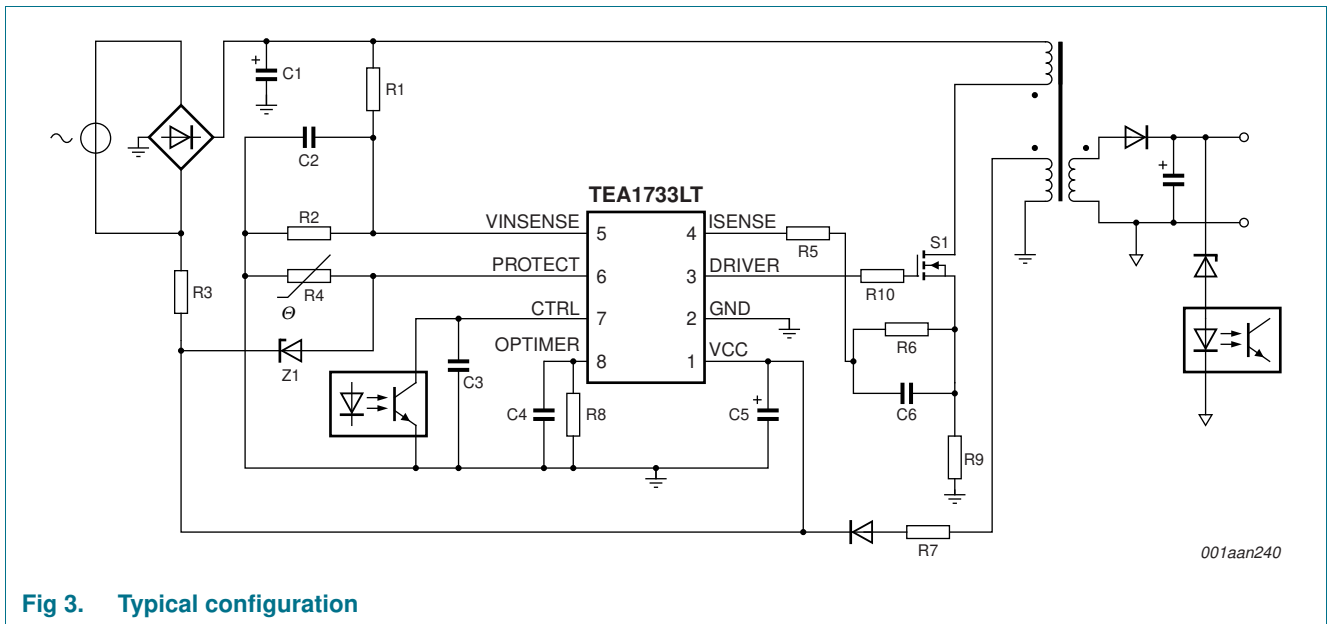 C1
R1
C2
TEA1733LT
R2
VINSENSE
5
4
ISENSE
R5
S1
R3
R4
Θ
PROTECT
6
3
DRIVER
R10
CTRL
7
2
GND
R6
Z1
OPTIMER
8
1
VCC
C3
C4
R8
C5
C6
R9
R7
001aan240
Fig 3. Typical configuration